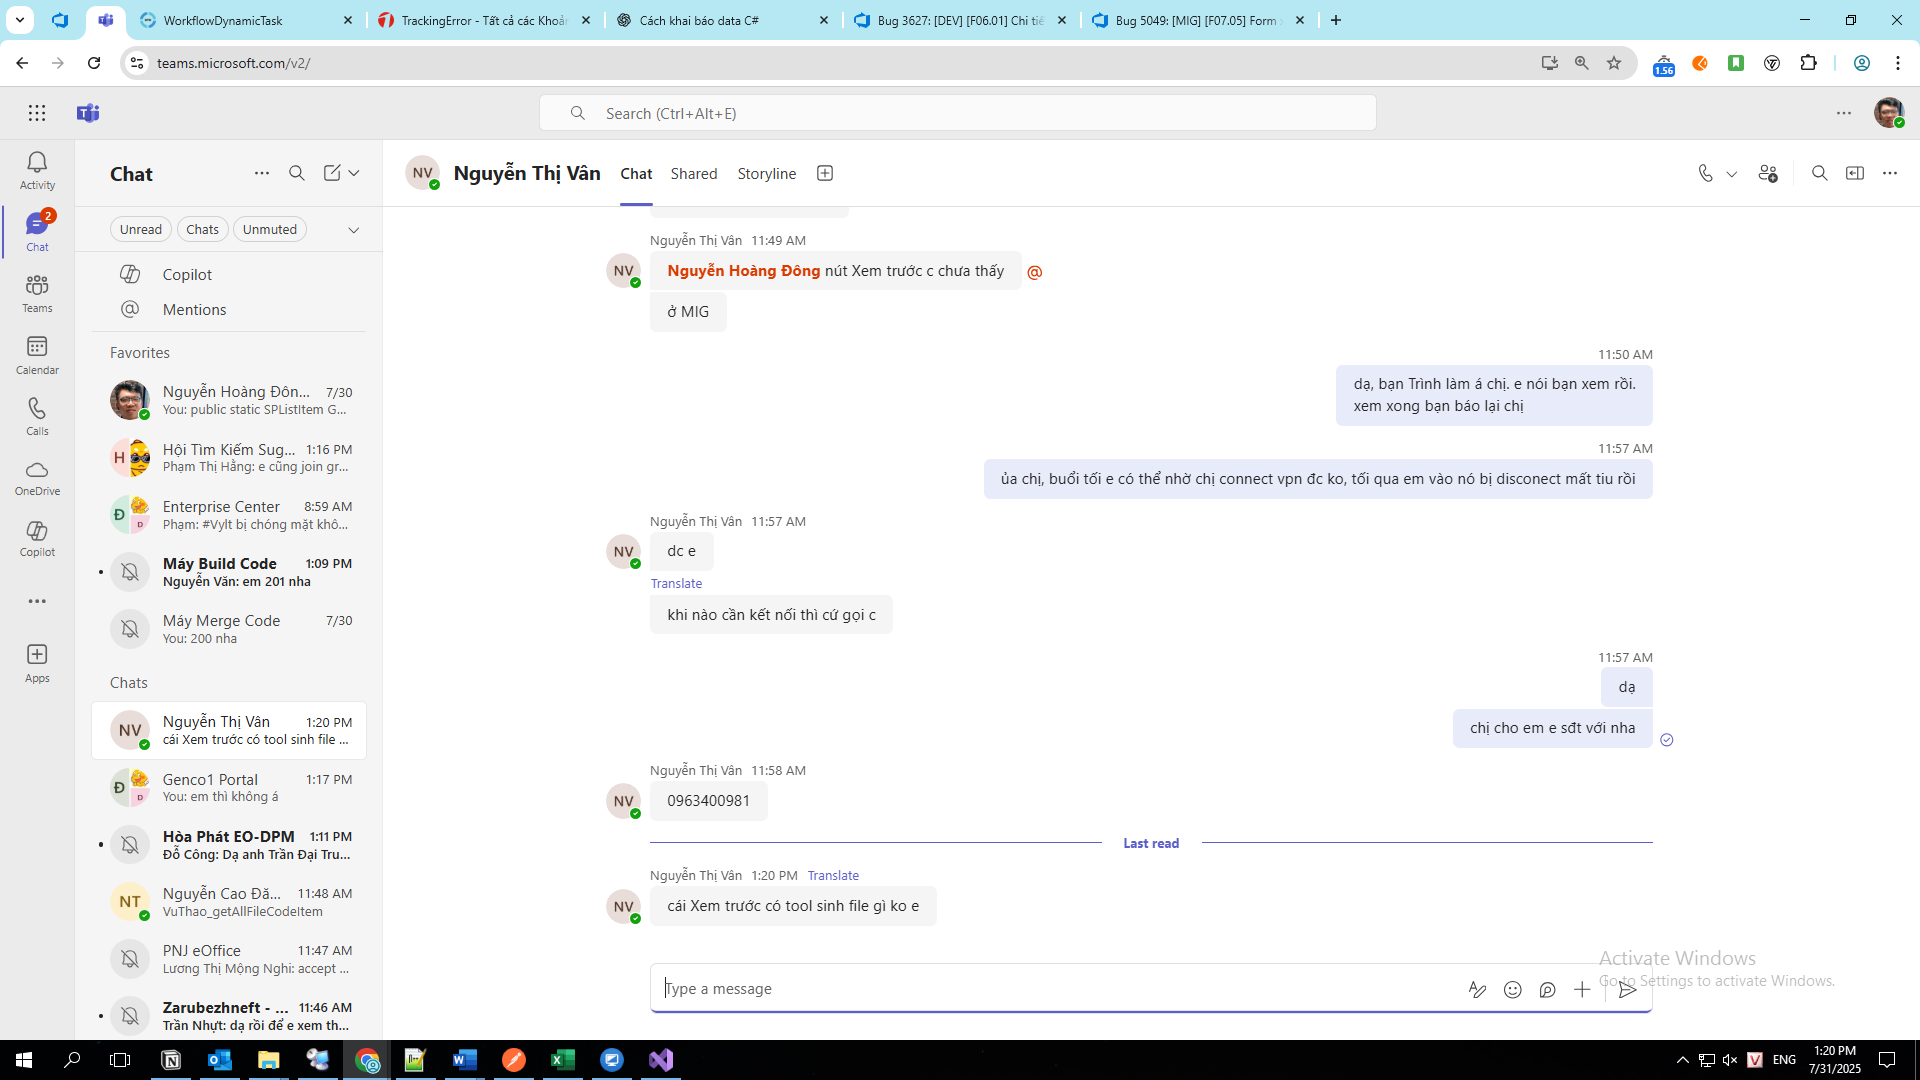 WorkflowDynamicTask
TrackingError - Tất cả các Khoản
Cách khai báo data C#
Bug 3627: [DEV] [F06.01] Chi tiế
Bug 5049: [MIG] [F07.05] Form
teams.microsoft.com/v2/
1.56
Search (Ctrl+Alt+E)
Activity
2
Chat
Teams
Calendar
Calls
OneDrive
Copilot
Apps
Chat
Unread
Chats
Unmuted
Copilot
Mentions
Favorites
Nguyễn Hoàng Đôn... 7/30
You: public static SPListItem G...
H
Hội Tìm Kiếm Sug... 1:16 PM
Phạm Thị Hằng: e cũng join gr...
Đ
D
Enterprise Center 8:59 AM
Phạm: #Vylt bị chóng mặt khô...
Máy Build Code 1:09 PM
Nguyễn Văn: em 201 nha
Máy Merge Code 7/30
You: 200 nha
Chats
NV
Nguyễn Thị Vân 1:20 PM
cái Xem trước có tool sinh file ...
Đ
D
Genco1 Portal 1:17 PM
You: em thì không á
Hòa Phát EO-DPM 1:11 PM
Đỗ Công: Dạ anh Trần Đại Tru...
NT
Nguyễn Cao Đă... 11:48 AM
VuThao_getAllFileCodeItem
PNJ eOffice 11:47 AM
Lương Thị Mộng Nghi: accept ...
Zarubezhneft - ... 11:46 AM
Trần Nhựt: dạ rồi để e xem th...
NV
Nguyễn Thị Vân
Chat
Shared
Storyline
Nguyễn Thị Vân 11:49 AM
NV
Nguyễn Hoàng Đông nút Xem trước c chưa thấy
@
ở MIG
11:50 AM
dạ, bạn Trình làm á chị. e nói bạn xem rồi.
xem xong bạn báo lại chị
11:57 AM
ủa chị, buổi tối e có thể nhờ chị connect vpn đc ko, tối qua em vào nó bị disconect mất tiu rồi
Nguyễn Thị Vân 11:57 AM
NV
dc e
Translate
khi nào cần kết nối thì cứ gọi c
11:57 AM
dạ
chị cho em e sđt với nha
Nguyễn Thị Vân 11:58 AM
NV
0963400981
Last read
Nguyễn Thị Vân 1:20 PM Translate
NV
cái Xem trước có tool sinh file gì ko e
Type a message
Activate Windows
Go to Settings to activate Windows.
ENG
1:20 PM
7/31/2025